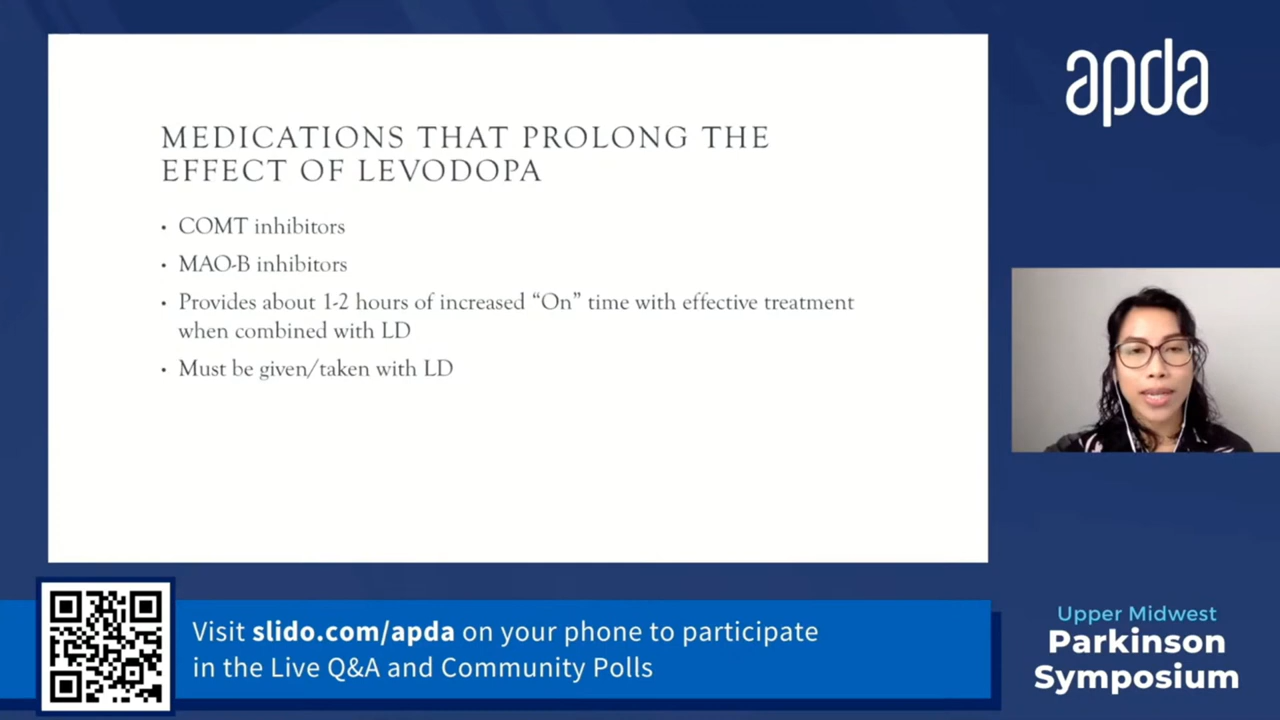 apda
MEDICATIONS THAT PROLONG THE
EFFECT OF LEVODOPA
• COMT inhibitors
• MAO-B inhibitors
• Provides about 1-2 hours of increased “On” time with effective treatment
when combined with LD
• Must be given/taken with LD
Visit slido.com/apda on your phone to participate
in the Live Q&A and Community Polls
Upper Midwest
Parkinson
Symposium